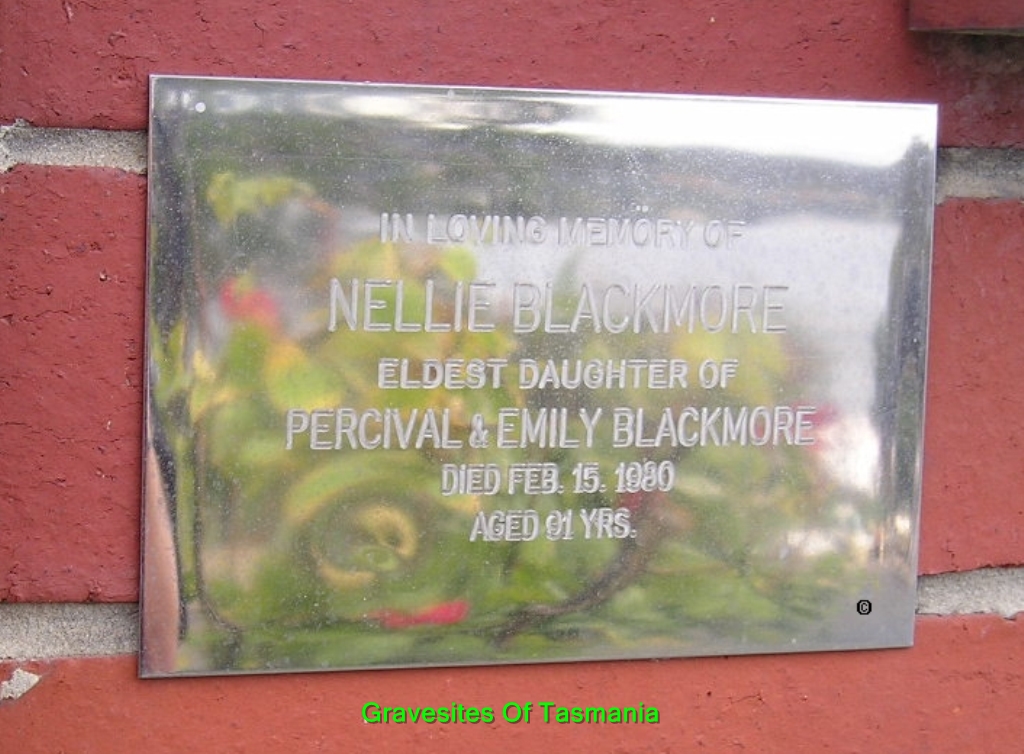 IN LOVING MEMORY OF
NELLIE BLACKMORE
ELDEST DAUGHTER OF
PERCIVAL & EMILY BLACKMORE
DIED FEB. 15. 1980
AGED 91 YRS.
©
Gravesites Of Tasmania